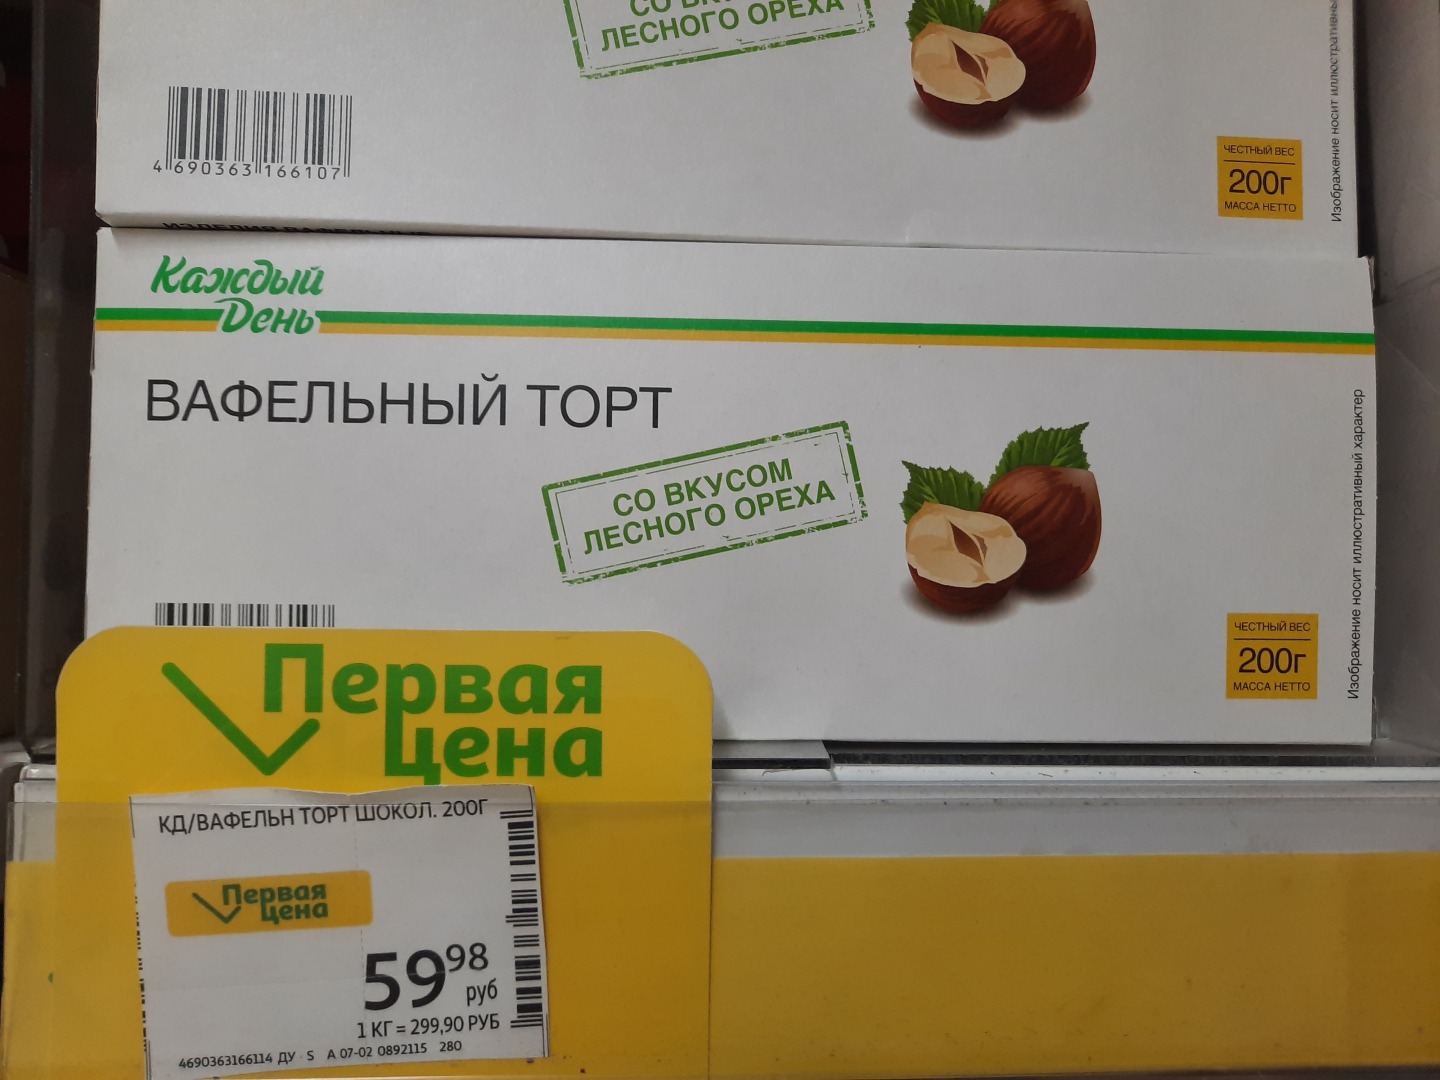 СО ВКУСОМ
ЛЕСНОГО ОРЕХА
4 690363 166107
ЧЕСТНЫЙ ВЕС
200г
МАССА НЕТТО
Изображение носит иллюстративный
ИЗДЕЛИЯ ВАФЕЛЬНЫЕ
Каждый
День
ВАФЕЛЬНЫЙ ТОРТ
СО ВКУСОМ
ЛЕСНОГО ОРЕХА
ЧЕСТНЫЙ ВЕС
200г
МАССА НЕТТО
Изображение носит иллюстративный характер
Первая
цена
КД/ВАФЕЛЬН ТОРТ ШОКОЛ. 200Г
Первая
цена
59 98
руб
1 КГ = 299,90 РУБ
4690363166114 ДУ S А 07-02 0892115 280